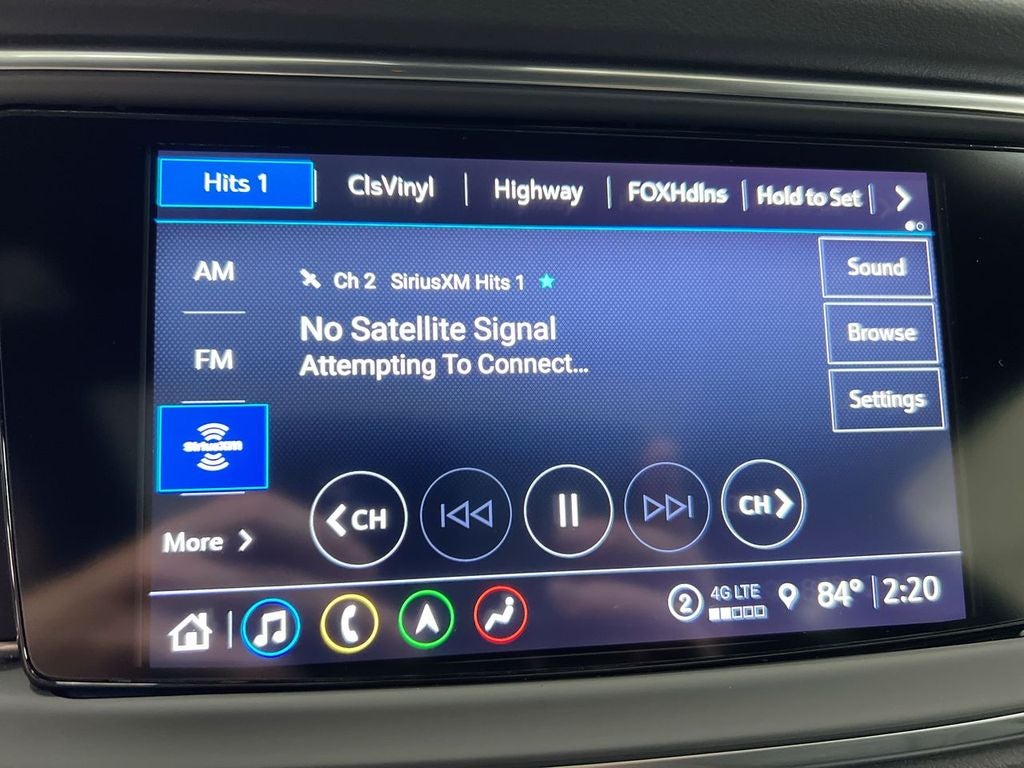 Hits 1
ClsVinyl
Highway
FOXHdlns
Hold to Set
AM
Ch 2 SiriusXM Hits 1
Sound
No Satellite Signal
Attempting To Connect...
Browse
FM
Settings
SiriusXM
<CH
CH>
More >
2
4G LTE
84° 2:20